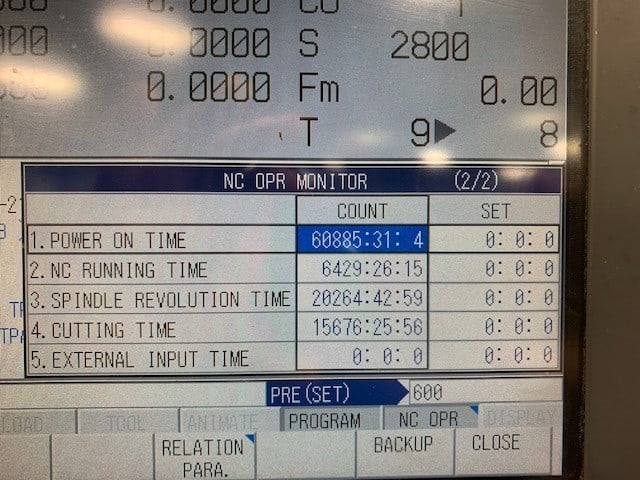 0.0000
000 0.0000 S 2800
0.0000 Fm 0.00
T 9▶ 8
NC OPR MONITOR (2/2)
COUNT SET
1.POWER ON TIME 60885:31: 4 0: 0: 0
2.NC RUNNING TIME 6429:26:15 0: 0: 0
3.SPINDLE REVOLUTION TIME 20264:42:59 0: 0: 0
4.CUTTING TIME 15676:25:56 0: 0: 0
5.EXTERNAL INPUT TIME 0: 0: 0 0: 0: 0
PRE(SET) 600
TOOL ANIMATE PROGRAM NC OPR DISPLAY
RELATION BACKUP CLOSE
PARA.